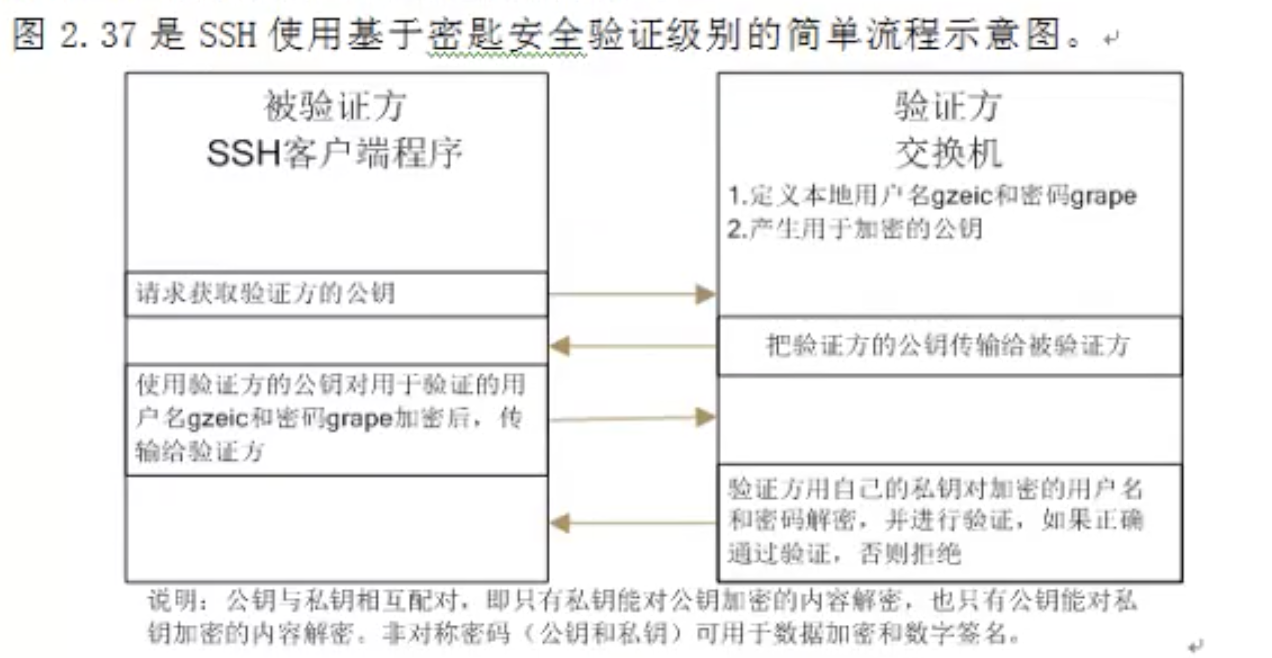 图 2.37 是 SSH 使用基于密匙安全验证级别的简单流程示意图。
被验证方
SSH客户端程序
验证方
交换机
1.定义本地用户名gzeic和密码grape
2.产生用于加密的公钥
请求获取验证方的公钥
把验证方的公钥传输给被验证方
使用验证方的公钥对用于验证的用
户名gzeic和密码grape加密后，传
输给验证方
验证方用自己的私钥对加密的用户名
和密码解密，并进行验证，如果正确
通过验证，否则拒绝
说明：公钥与私钥相互配对，即只有私钥能对公钥加密的内容解密，也只有公钥能对私
钥加密的内容解密。非对称密码（公钥和私钥）可用于数据加密和数字签名。